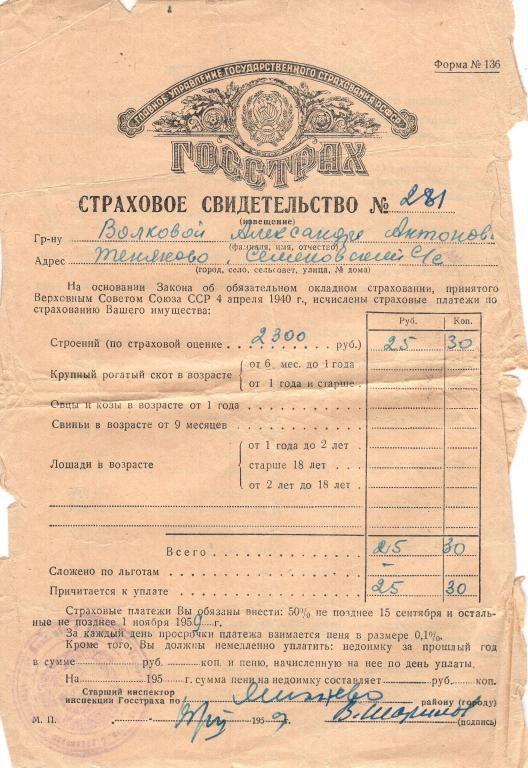 Форма № 136
ГЛАВНОЕ УПРАВЛЕНИЕ ГОСУДАРСТВЕННОГО СТРАХОВАНИЯ РСФСР
ГОССТРАХ
СТРАХОВОЕ СВИДЕТЕЛЬСТВО № 281
(извещение)
Гр-ну Волковой Александре Антонов.
(фамилия, имя, отчество)
Адрес Теняково, Семеновский с/с
(город, село, сельсовет, улица, № дома)
На основании Закона об обязательном окладном страховании, принятого
Верховным Советом Союза ССР 4 апреля 1940 г., исчислены страховые платежи по
страхованию Вашего имущества:
Руб. Коп.
Строений (по страховой оценке 2300 руб.) 25 30
Крупный рогатый скот в возрасте
от 6 мес. до 1 года
от 1 года и старше
Овцы и козы в возрасте от 1 года
Свиньи в возрасте от 9 месяцев
Лошади в возрасте
от 1 года до 2 лет
старше 18 лет
от 2 лет до 18 лет
Всего 25 30
Сложено по льготам -
Причитается к уплате 25 30
Страховые платежи Вы обязаны внести: 50% не позднее 15 сентября и осталь-
ные не позднее 1 ноября 1959 г.
За каждый день просрочки платежа взимается пеня в размере 0,1%.
Кроме того, Вы должны немедленно уплатить: недоимку за прошлый год
в сумме руб. коп. и пеню, начисленную на нее по день уплаты.
На 195 г. сумма пени на недоимку составляет руб. коп.
Старший инспектор
инспекции Госстраха по району (городу)
М. П. 195 г. (подпись)